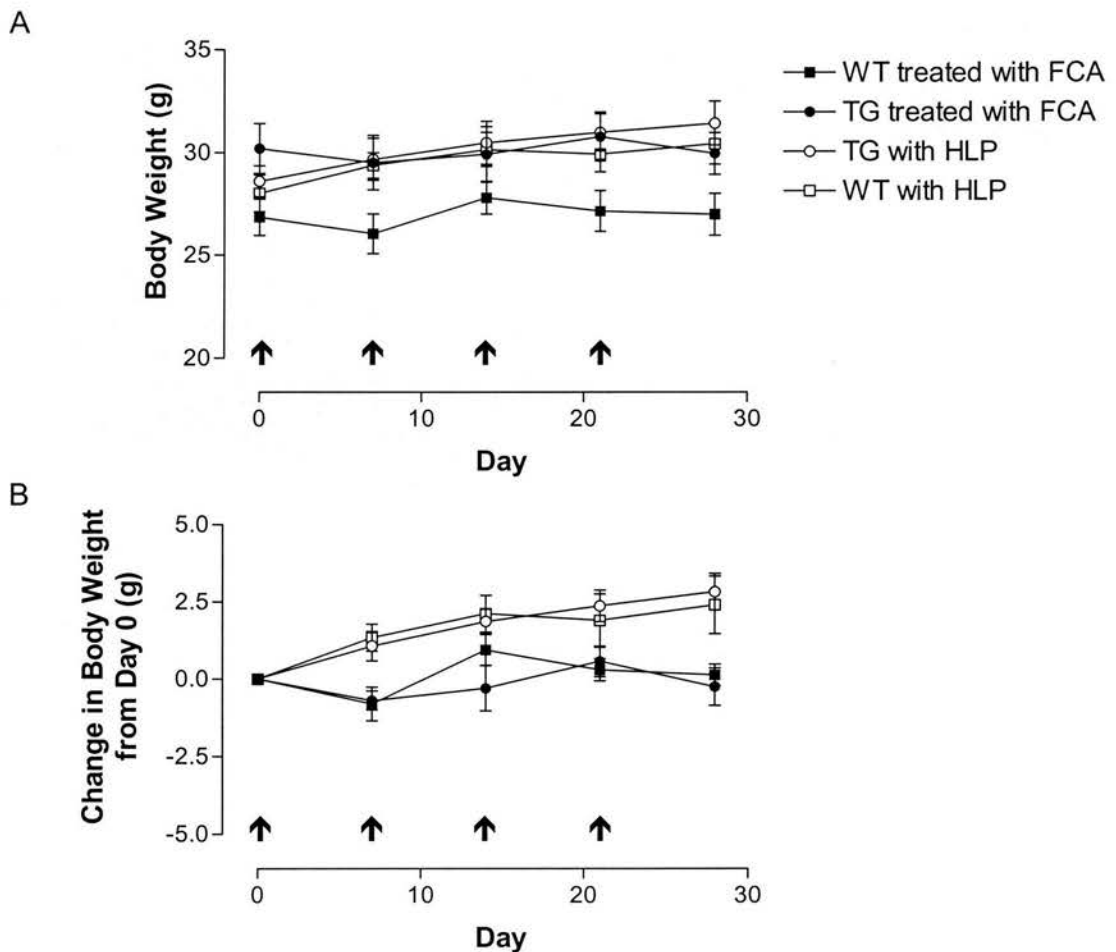 A
35
30
25
20
Body Weight (g)
0 10 20 30
Day
WT treated with FCA
TG treated with FCA
TG with HLP
WT with HLP
B
5.0
2.5
0.0
-2.5
-5.0
Change in Body Weight
from Day 0 (g)
0 10 20 30
Day